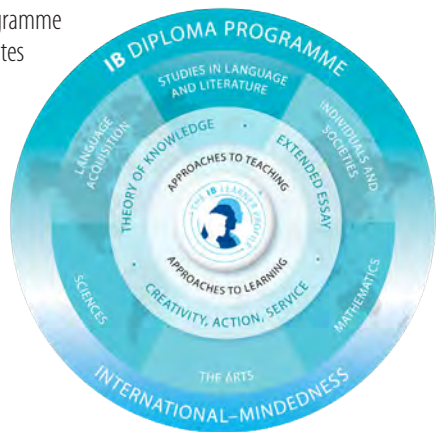 gramme
tes
IB DIPLOMA PROGRAMME
STUDIES IN LANGUAGE
AND LITERATURE
LANGUAGE
ACQUISITION
INDIVIDUALS AND
SOCIETIES
THEORY OF KNOWLEDGE
EXTENDED ESSAY
APPROACHES TO TEACHING
THE IB LEARNER PROFILE
APPROACHES TO LEARNING
CREATIVITY, ACTION, SERVICE
SCIENCES
MATHEMATICS
THE ARTS
INTERNATIONAL–MINDEDNESS